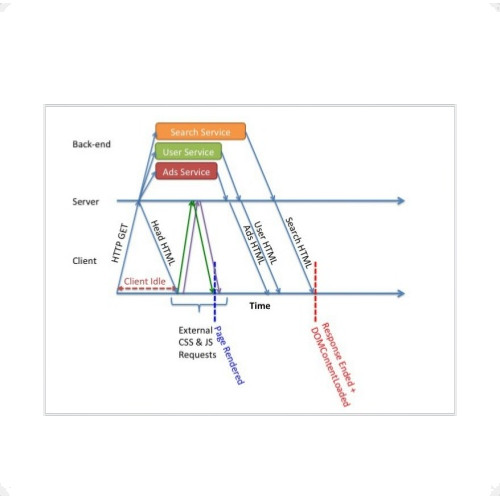 Search Service
Back-end
User Service
Ads Service
Server
HTTP GET
Head HTML
User HTML
Ads HTML
Search HTML
Client
Client Idle
Time
External
CSS & JS
Requests
Page Rendered
Response Ended +
DOMContentLoaded